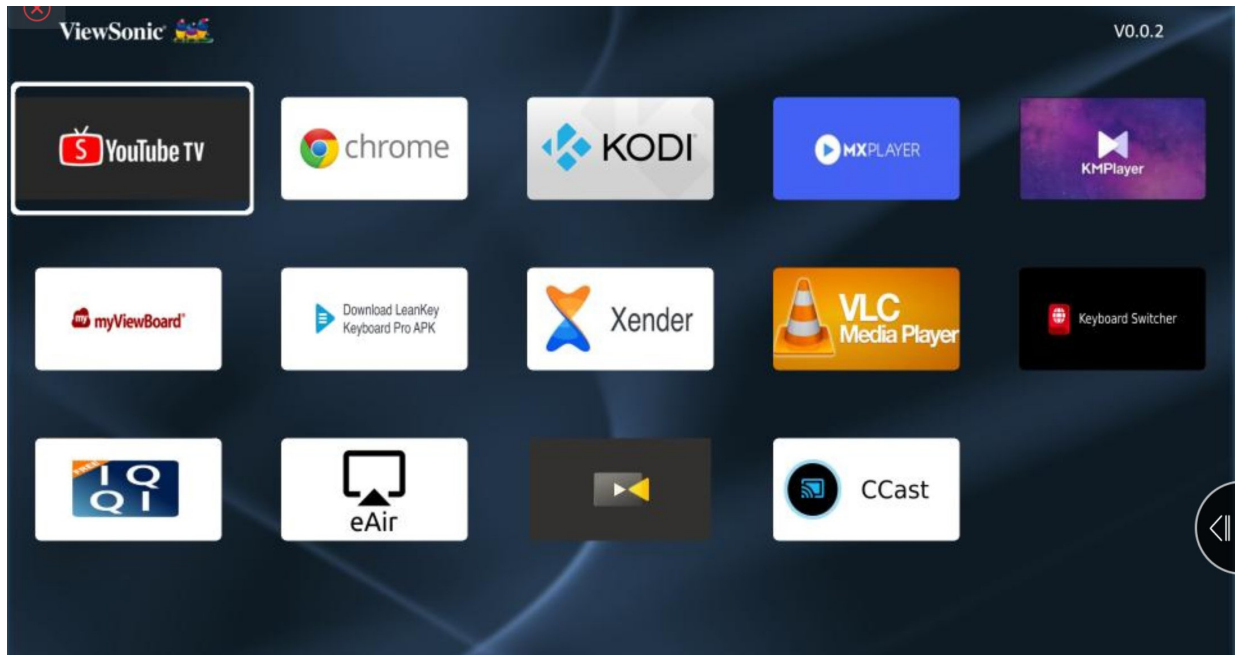 ViewSonic
V0.0.2
S YouTube TV
chrome
KODI
MXPLAYER
KMPlayer
my myViewBoard
Download LeanKey
Keyboard Pro APK
Xender
VLC
Media Player
Keyboard Switcher
FREE
IQ
QI
eAir
CCast